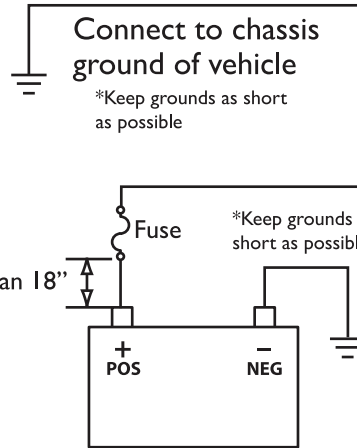 Connect to chassis
ground of vehicle
*Keep grounds as short
as possible
Fuse
*Keep grounds
short as possibl
an 18”
+ −
POS NEG